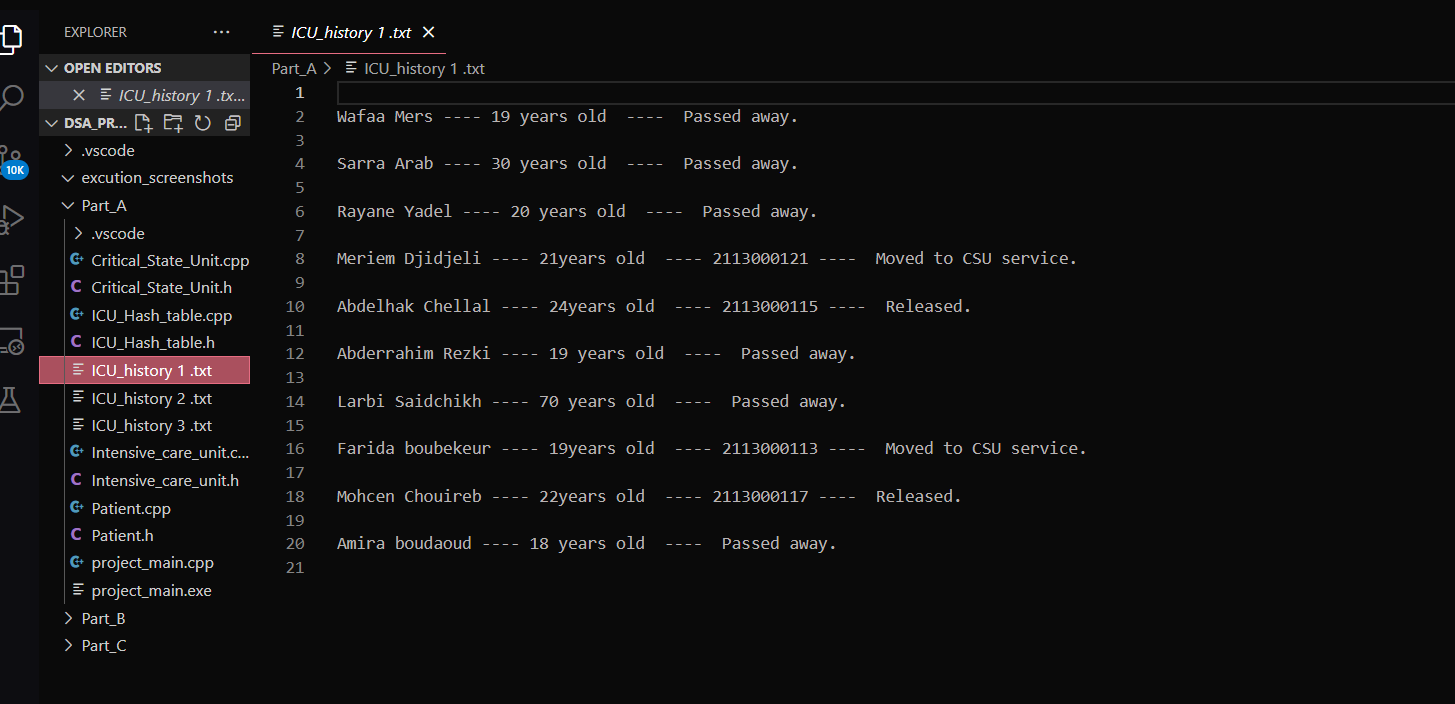 EXPLORER ···
OPEN EDITORS
ICU_history 1 .tx...
DSA_PR...
.vscode
excution_screenshots
Part_A
.vscode
Critical_State_Unit.cpp
Critical_State_Unit.h
ICU_Hash_table.cpp
ICU_Hash_table.h
ICU_history 1 .txt
ICU_history 2 .txt
ICU_history 3 .txt
Intensive_care_unit.c...
Intensive_care_unit.h
Patient.cpp
Patient.h
project_main.cpp
project_main.exe
Part_B
Part_C
10K
ICU_history 1 .txt
Part_A > ICU_history 1 .txt
1
2 Wafaa Mers ---- 19 years old  ----  Passed away.
3
4 Sarra Arab ---- 30 years old  ----  Passed away.
5
6 Rayane Yadel ---- 20 years old  ----  Passed away.
7
8 Meriem Djidjeli ---- 21years old  ---- 2113000121 ----  Moved to CSU service.
9
10 Abdelhak Chellal ---- 24years old  ---- 2113000115 ----  Released.
11
12 Abderrahim Rezki ---- 19 years old  ----  Passed away.
13
14 Larbi Saidchikh ---- 70 years old  ----  Passed away.
15
16 Farida boubekeur ---- 19years old  ---- 2113000113 ----  Moved to CSU service.
17
18 Mohcen Chouireb ---- 22years old  ---- 2113000117 ----  Released.
19
20 Amira boudaoud ---- 18 years old  ----  Passed away.
21